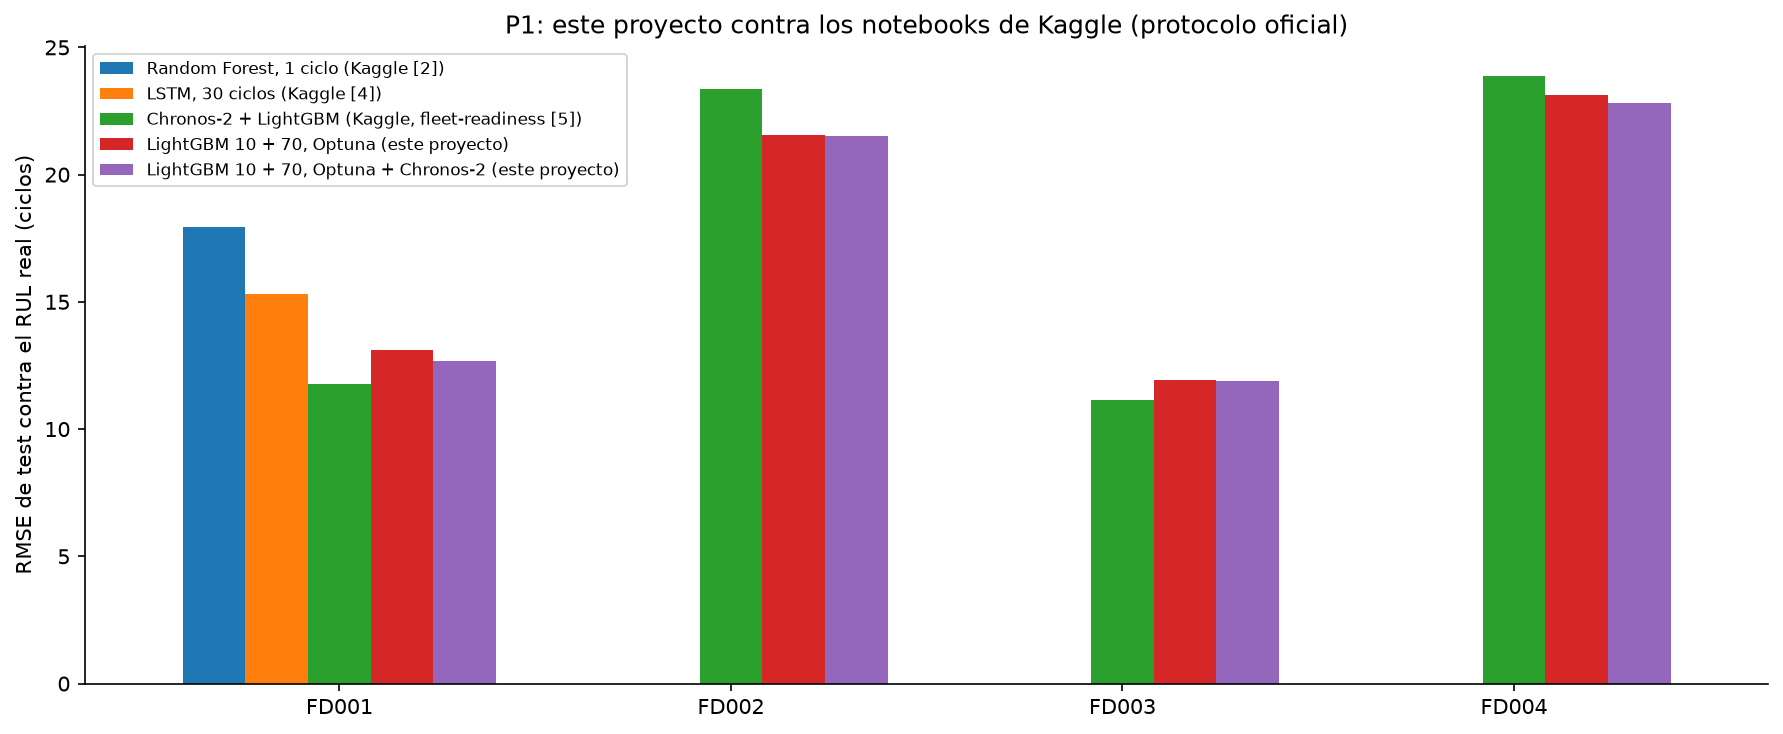 P1: este proyecto contra los notebooks de Kaggle (protocolo oficial)
RMSE de test contra el RUL real (ciclos)
25
20
15
10
5
0
Random Forest, 1 ciclo (Kaggle [2])
LSTM, 30 ciclos (Kaggle [4])
Chronos-2 + LightGBM (Kaggle, fleet-readiness [5])
LightGBM 10 + 70, Optuna (este proyecto)
LightGBM 10 + 70, Optuna + Chronos-2 (este proyecto)
FD001
FD002
FD003
FD004